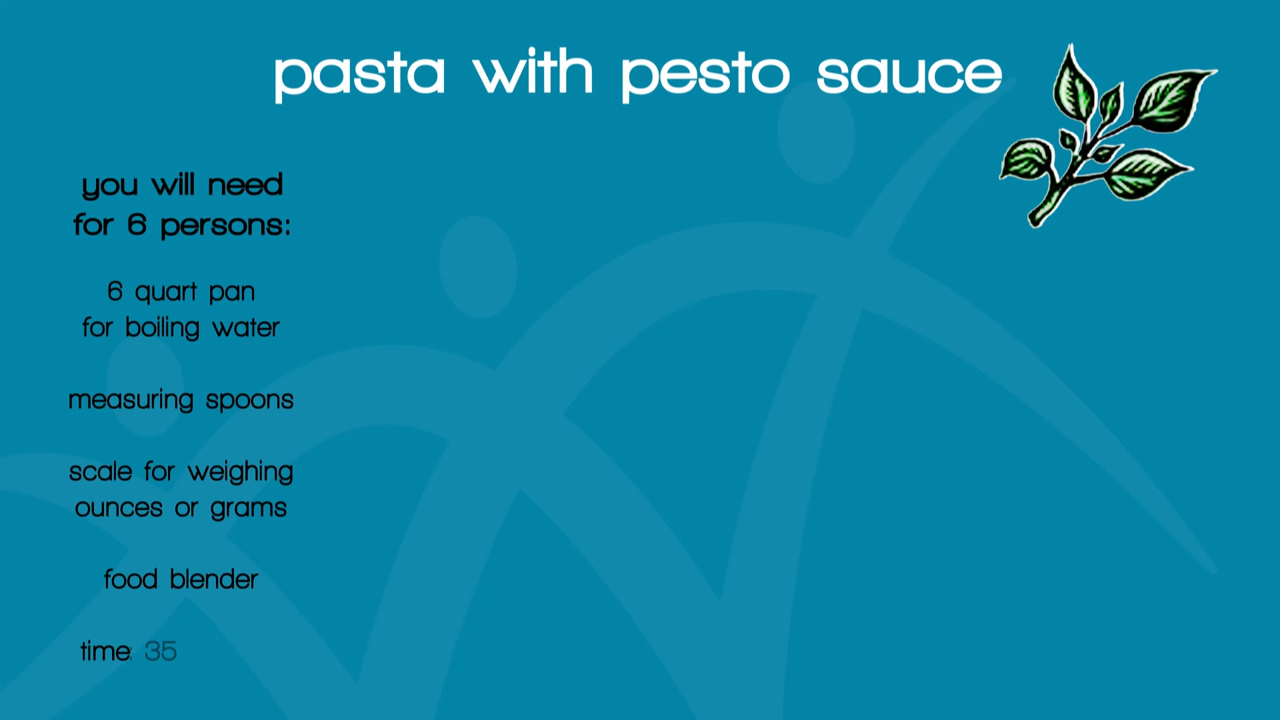 pasta with pesto sauce
you will need
for 6 persons:
6 quart pan
for boiling water
measuring spoons
scale for weighing
ounces or grams
food blender
time: 35